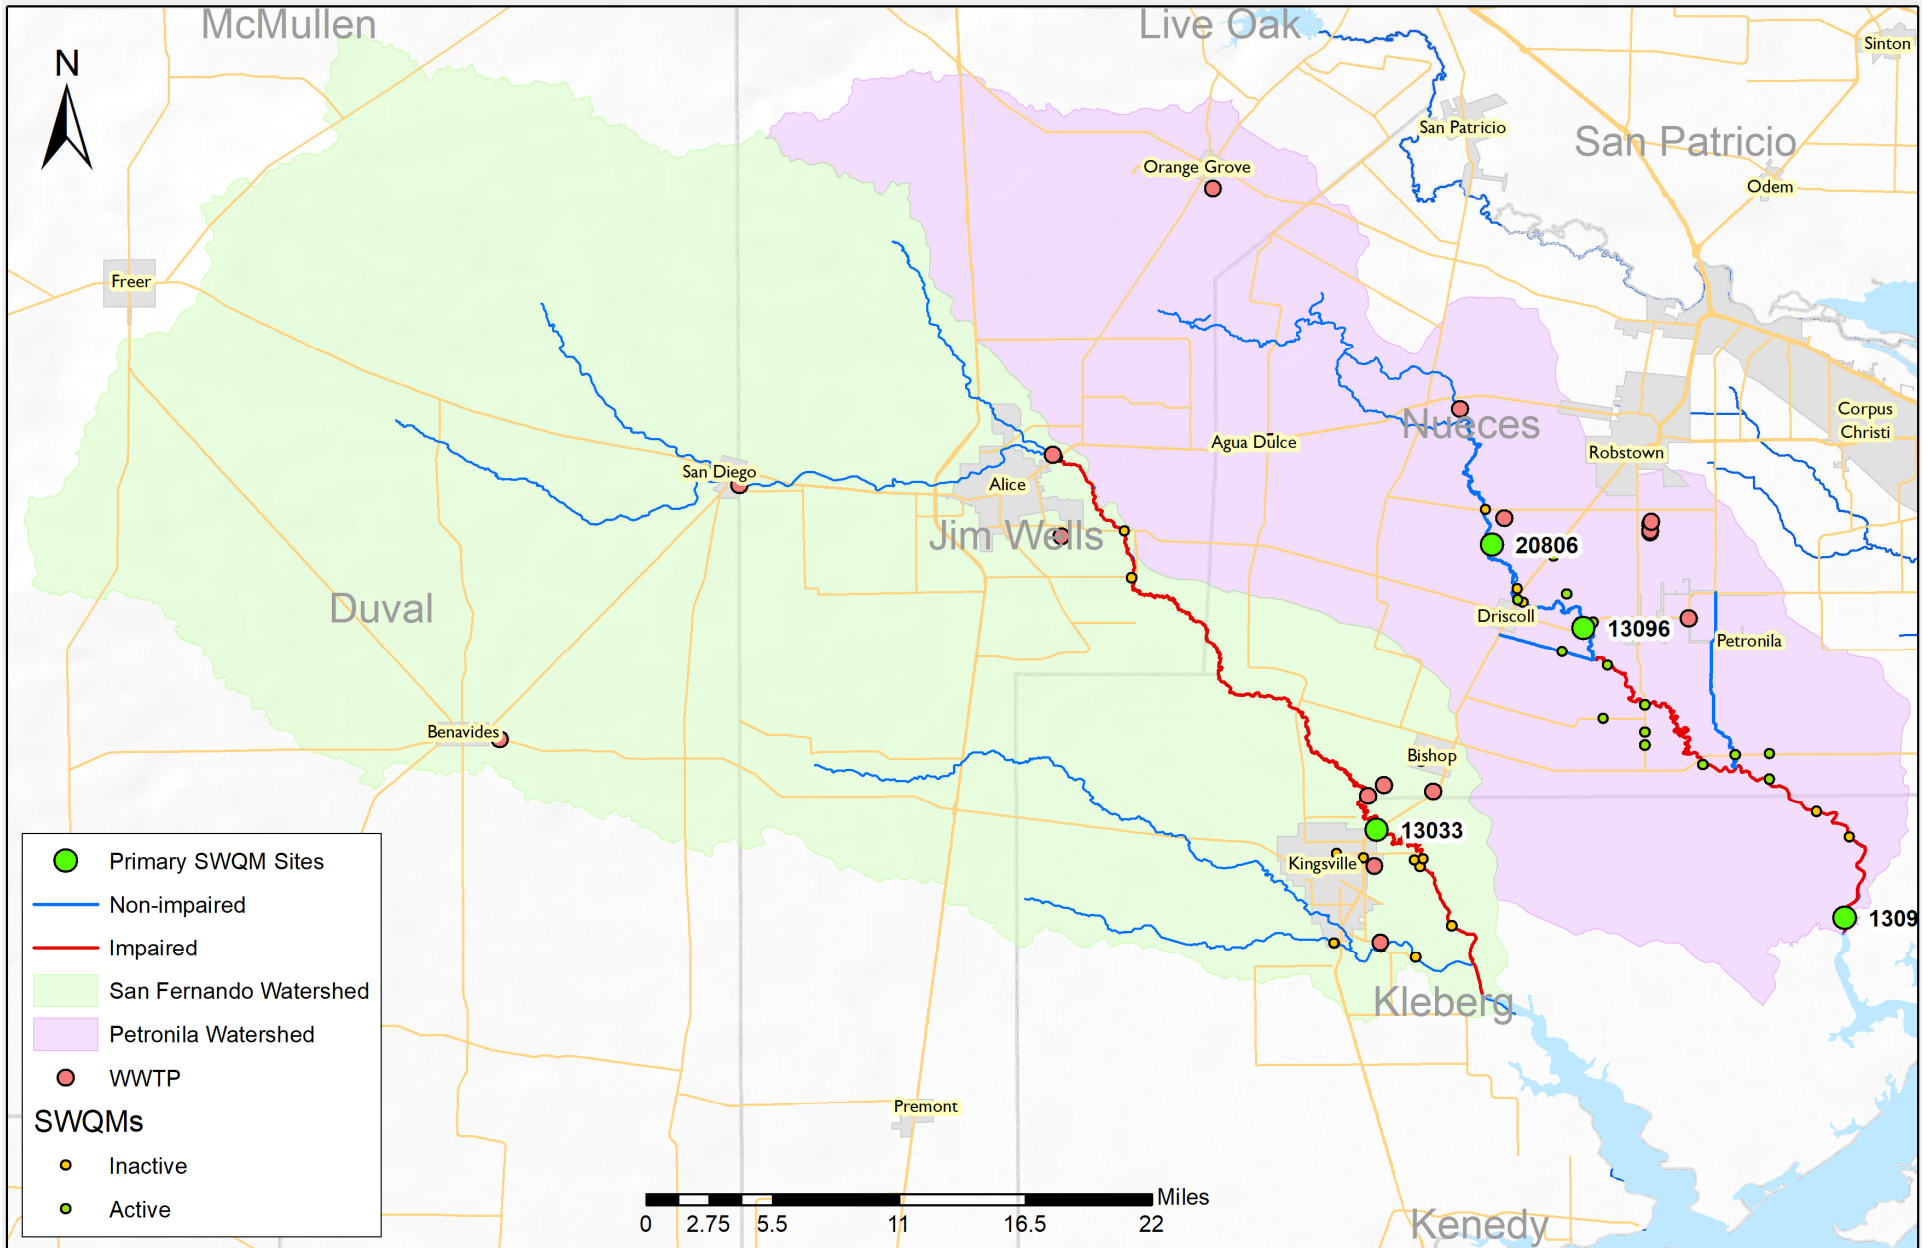 McMullen
Live Oak
Sinton
N
San Patricio
San Patricio
Orange Grove
Odem
Freer
Corpus
Christi
Nueces
Agua Dulce
Robstown
San Diego
Alice
Jim Wells
20806
Duval
Driscoll
13096
Petronila
Benavides
Bishop
13033
Kingsville
1309
Kleberg
Premont
Kenedy
Primary SWQM Sites
Non-impaired
Impaired
San Fernando Watershed
Petronila Watershed
WWTP
SWQMs
Inactive
Active
Miles
0 2.75 5.5 11 16.5 22